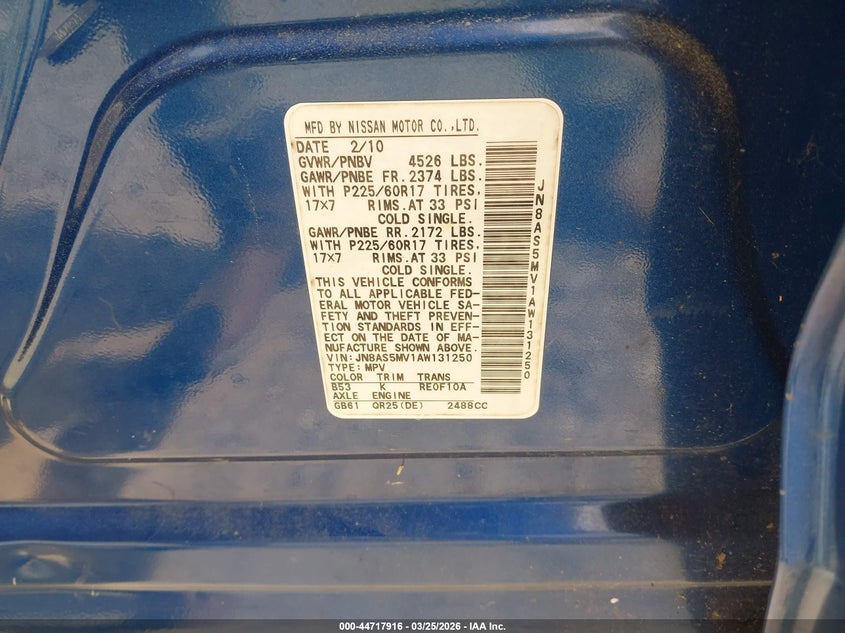 MFD BY NISSAN MOTOR CO.,LTD.
DATE 2/10
GVWR/PNBV 4526 LBS.
GAWR/PNBE FR. 2374 LBS.
WITH P225/60R17 TIRES,
17×7 RIMS.AT 33 PSI
COLD SINGLE.
GAWR/PNBE RR. 2172 LBS.
WITH P225/60R17 TIRES,
17×7 RIMS.AT 33 PSI
COLD SINGLE.
THIS VEHICLE CONFORMS
TO ALL APPLICABLE FED-
ERAL MOTOR VEHICLE SA-
FETY AND THEFT PREVEN-
TION STANDARDS IN EFF-
ECT ON THE DATE OF MA-
NUFACTURE SHOWN ABOVE.
VIN: JN8AS5MV1AW131250
TYPE: MPV
COLOR TRIM TRANS
B53 K RE0F10A
AXLE ENGINE
GB61 QR25(DE) 2488CC
JN8AS5MV1AW131250
000-44717916 — 03/25/2026 — IAA Inc.